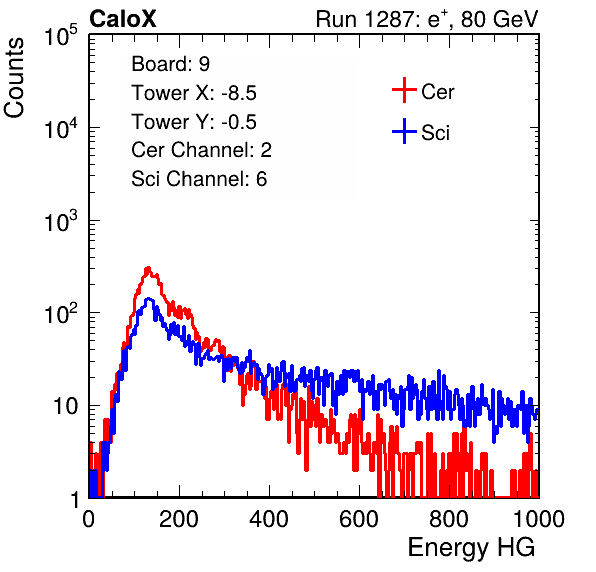 CaloX Run 1287: e⁺, 80 GeV
Counts
10⁵
10⁴
10³
10²
10
1
Board: 9
Tower X: -8.5
Tower Y: -0.5
Cer Channel: 2
Sci Channel: 6
Cer
Sci
0 200 400 600 800 1000
Energy HG